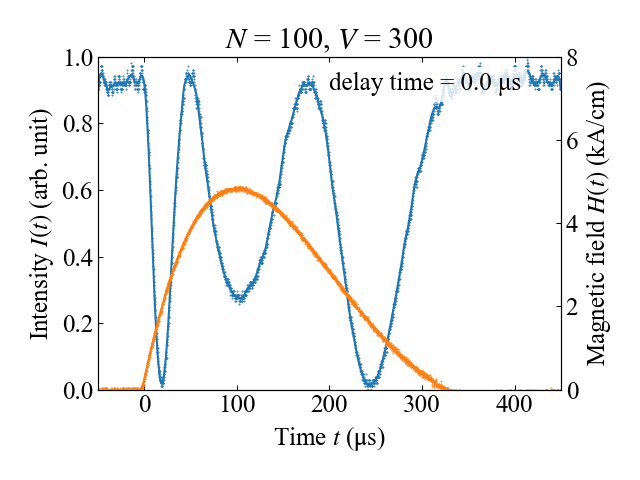 N = 100, V = 300
delay time = 0.0 μs
1.0
0.8
0.6
0.4
0.2
0.0
Intensity I(t) (arb. unit)
8
6
4
2
0
Magnetic field H(t) (kA/cm)
0 100 200 300 400
Time t (μs)